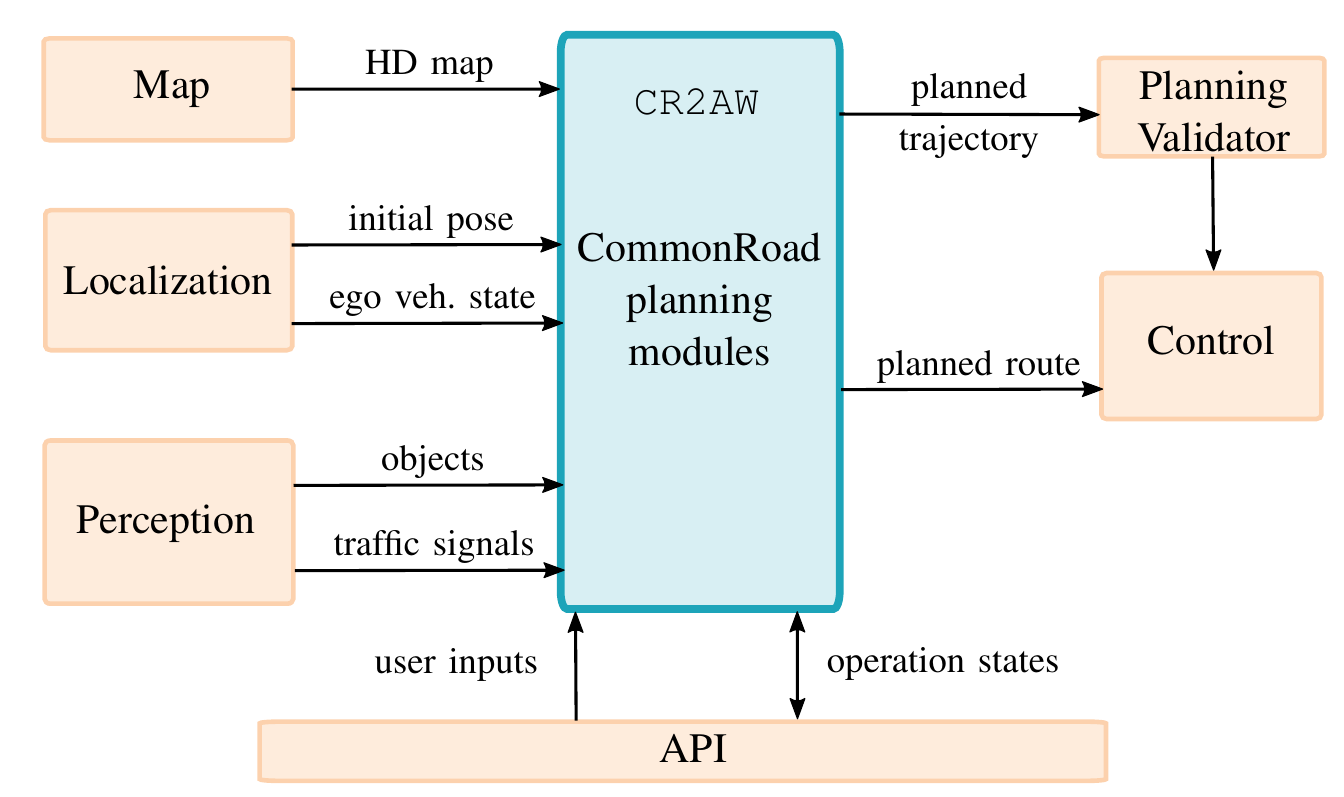 Map
HD map
CR2AW
planned
trajectory
Planning
Validator
Localization
initial pose
ego veh. state
CommonRoad
planning
modules
planned route
Control
Perception
objects
traffic signals
user inputs
operation states
API